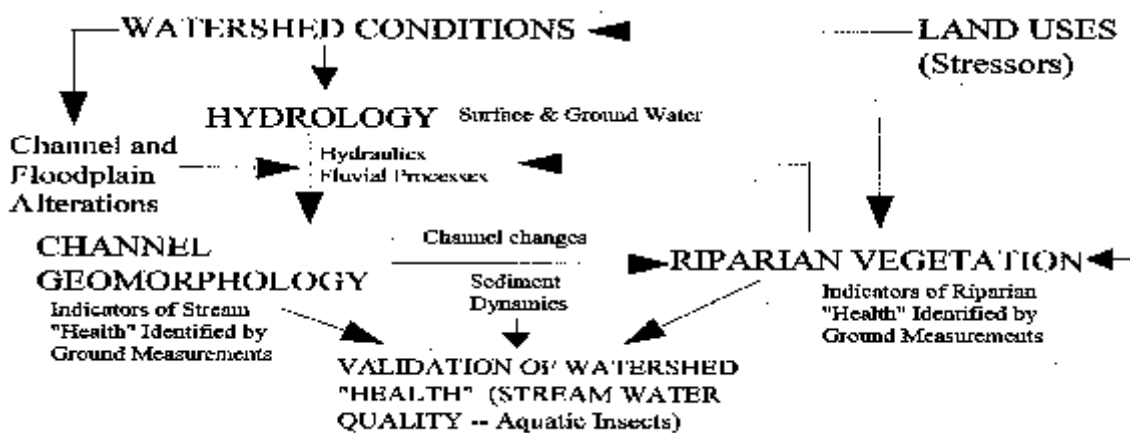 WATERSHED CONDITIONS
LAND USES
(Stressors)
HYDROLOGY Surface & Ground Water
Channel and
Floodplain
Alterations
Hydraulics
Fluvial Processes
CHANNEL
GEOMORPHOLOGY
Indicators of Stream
"Health" Identified by
Ground Measurements
Channel changes
Sediment
Dynamics
RIPARIAN VEGETATION
Indicators of Riparian
"Health" Identified by
Ground Measurements
VALIDATION OF WATERSHED
"HEALTH" (STREAM WATER
QUALITY -- Aquatic Insects)